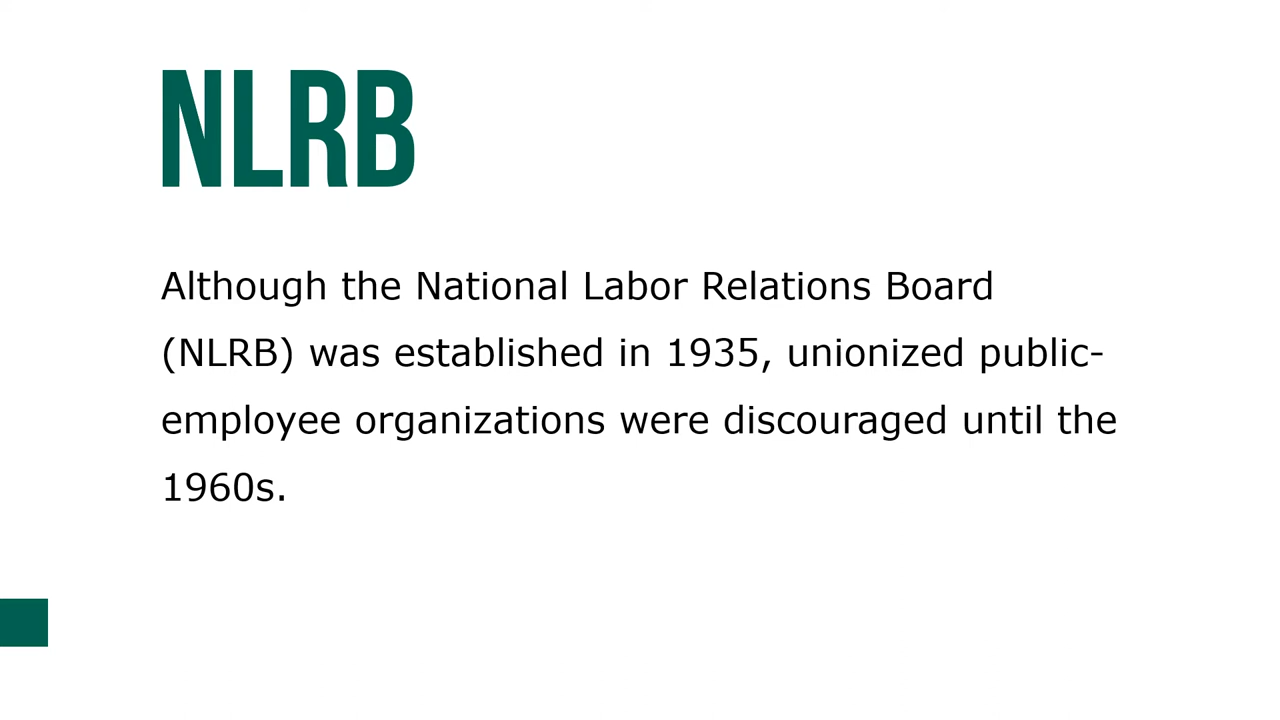 NLRB
Although the National Labor Relations Board
(NLRB) was established in 1935, unionized public-
employee organizations were discouraged until the
1960s.